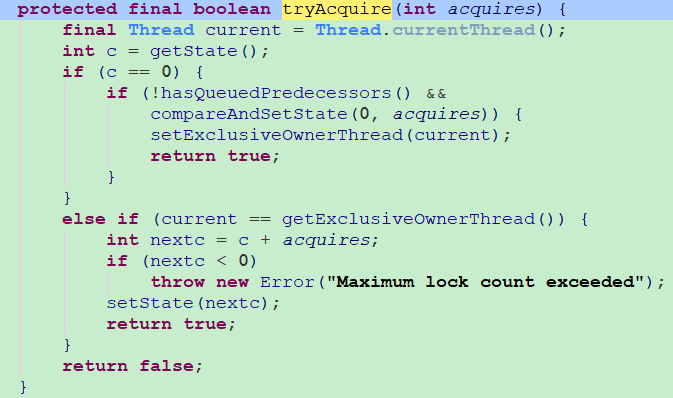 protected final boolean tryAcquire(int acquires) {
    final Thread current = Thread.currentThread();
    int c = getState();
    if (c == 0) {
        if (!hasQueuedPredecessors() &&
            compareAndSetState(0, acquires)) {
            setExclusiveOwnerThread(current);
            return true;
        }
    }
    else if (current == getExclusiveOwnerThread()) {
        int nextc = c + acquires;
        if (nextc < 0)
            throw new Error("Maximum lock count exceeded");
        setState(nextc);
        return true;
    }
    return false;
}